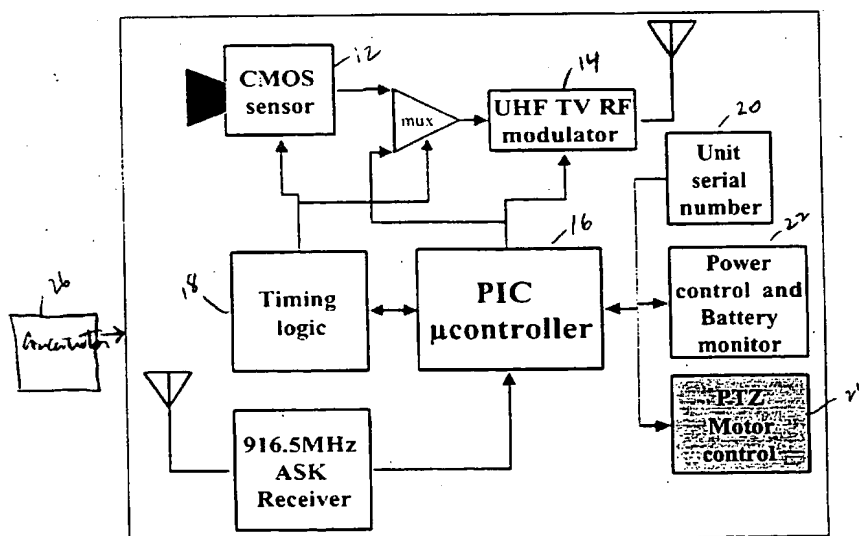 12
CMOS
sensor
mux
14
UHF TV RF
modulator
20
Unit
serial
number
16
22
18
Timing
logic
PIC
μcontroller
Power
control and
Battery
monitor
26
916.5MHz
ASK
Receiver
PTZ
Motor
control